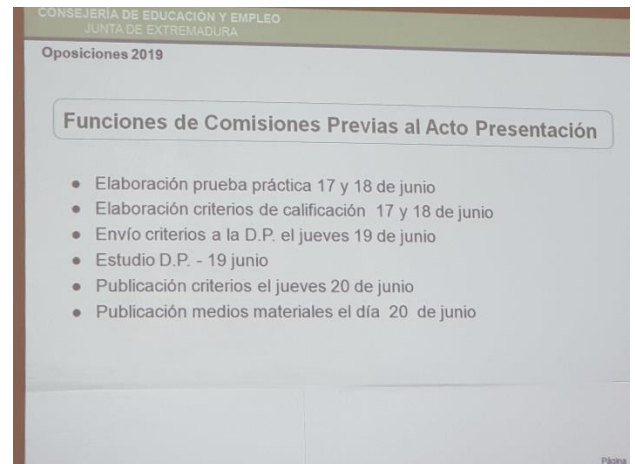 CONSEJERÍA DE EDUCACIÓN Y EMPLEO
JUNTA DE EXTREMADURA
Oposiciones 2019
Funciones de Comisiones Previas al Acto Presentación
● Elaboración prueba práctica 17 y 18 de junio
● Elaboración criterios de calificación 17 y 18 de junio
● Envío criterios a la D.P. el jueves 19 de junio
● Estudio D.P. - 19 junio
● Publicación criterios el jueves 20 de junio
● Publicación medios materiales el día 20 de junio
Página